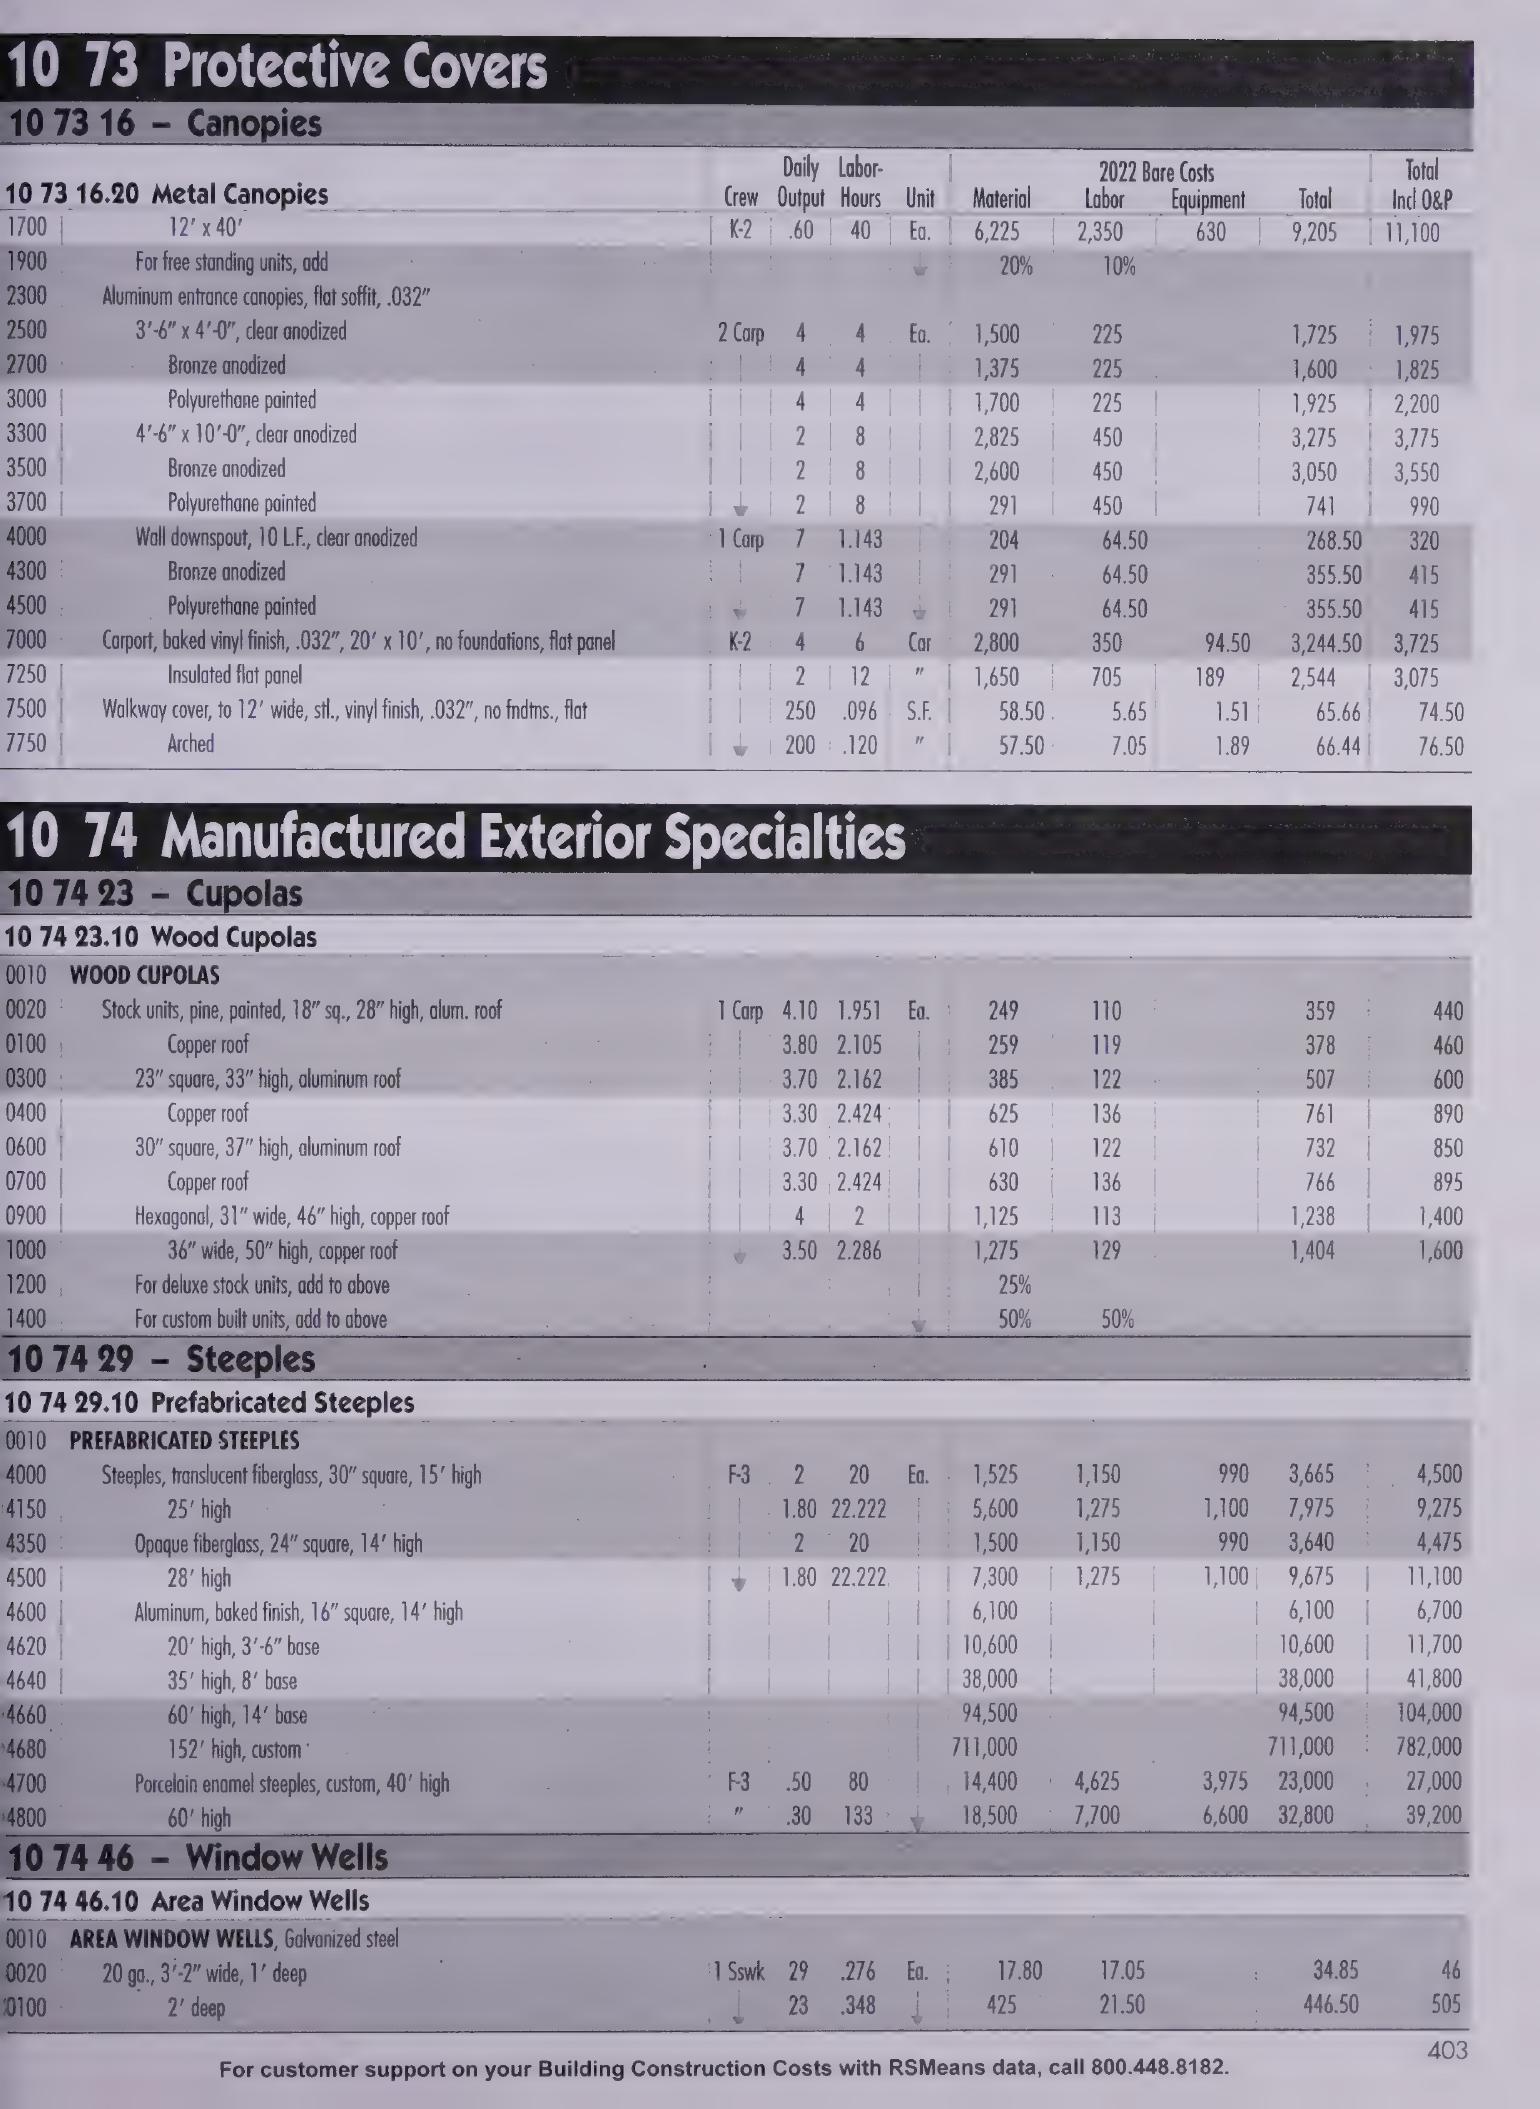 10 73 Protective Covers
10 73 16 – Canopies
10 73 16.20 Metal Canopies Crew Daily Output Labor-Hours Unit Material 2022 Bare Costs Labor Equipment Total Total Incl O&P
1700 12' x 40' K-2 .60 40 Ea. 6,225 2,350 630 9,205 11,100
1900 For free standing units, add 20% 10%
2300 Aluminum entrance canopies, flat soffit, .032"
2500 3'-6" x 4'-0", clear anodized 2 Carp 4 4 Ea. 1,500 225 1,725 1,975
2700 Bronze anodized 4 4 1,375 225 1,600 1,825
3000 Polyurethane painted 4 4 1,700 225 1,925 2,200
3300 4'-6" x 10'-0", clear anodized 2 8 2,825 450 3,275 3,775
3500 Bronze anodized 2 8 2,600 450 3,050 3,550
3700 Polyurethane painted 2 8 291 450 741 990
4000 Wall downspout, 10 L.F., clear anodized 1 Carp 7 1.143 204 64.50 268.50 320
4300 Bronze anodized 7 1.143 291 64.50 355.50 415
4500 Polyurethane painted 7 1.143 291 64.50 355.50 415
7000 Carport, baked vinyl finish, .032", 20' x 10', no foundations, flat panel K-2 4 6 Car 2,800 350 94.50 3,244.50 3,725
7250 Insulated flat panel 2 12 " 1,650 705 189 2,544 3,075
7500 Walkway cover, to 12' wide, stl., vinyl finish, .032", no fndtns., flat 250 .096 S.F. 58.50 5.65 1.51 65.66 74.50
7750 Arched 200 .120 " 57.50 7.05 1.89 66.44 76.50
10 74 Manufactured Exterior Specialties
10 74 23 – Cupolas
10 74 23.10 Wood Cupolas
0010 WOOD CUPOLAS
0020 Stock units, pine, painted, 18" sq., 28" high, alum. roof 1 Carp 4.10 1.951 Ea. 249 110 359 440
0100 Copper roof 3.80 2.105 259 119 378 460
0300 23" square, 33" high, aluminum roof 3.70 2.162 385 122 507 600
0400 Copper roof 3.30 2.424 625 136 761 890
0600 30" square, 37" high, aluminum roof 3.70 2.162 610 122 732 850
0700 Copper roof 3.30 2.424 630 136 766 895
0900 Hexagonal, 31" wide, 46" high, copper roof 4 2 1,125 113 1,238 1,400
1000 36" wide, 50" high, copper roof 3.50 2.286 1,275 129 1,404 1,600
1200 For deluxe stock units, add to above 25%
1400 For custom built units, add to above 50% 50%
10 74 29 – Steeples
10 74 29.10 Prefabricated Steeples
0010 PREFABRICATED STEEPLES
4000 Steeples, translucent fiberglass, 30" square, 15' high F-3 2 20 Ea. 1,525 1,150 990 3,665 4,500
4150 25' high 1.80 22.222 5,600 1,275 1,100 7,975 9,275
4350 Opaque fiberglass, 24" square, 14' high 2 20 1,500 1,150 990 3,640 4,475
4500 28' high 1.80 22.222 7,300 1,275 1,100 9,675 11,100
4600 Aluminum, baked finish, 16" square, 14' high 6,100 6,100 6,700
4620 20' high, 3'-6" base 10,600 10,600 11,700
4640 35' high, 8' base 38,000 38,000 41,800
4660 60' high, 14' base 94,500 94,500 104,000
4680 152' high, custom 711,000 711,000 782,000
4700 Porcelain enamel steeples, custom, 40' high F-3 .50 80 14,400 4,625 3,975 23,000 27,000
4800 60' high " .30 133 18,500 7,700 6,600 32,800 39,200
10 74 46 – Window Wells
10 74 46.10 Area Window Wells
0010 AREA WINDOW WELLS, Galvanized steel
0020 20 ga., 3'-2" wide, 1' deep 1 Sswk 29 .276 Ea. 17.80 17.05 34.85 46
0100 2' deep 23 .348 425 21.50 446.50 505
403
For customer support on your Building Construction Costs with RSMeans data, call 800.448.8182.